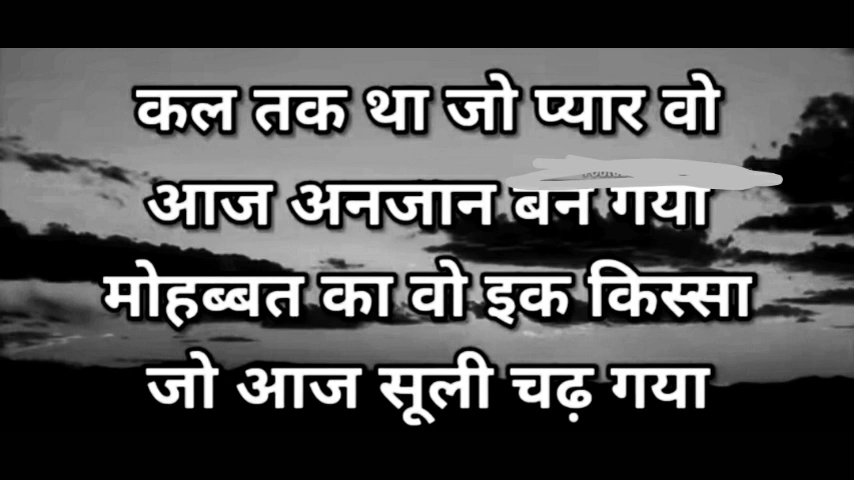 कल तक था जो प्यार वो
आज अनजान बन गया
मोहब्बत का वो इक किस्सा
जो आज सूली चढ़ गया